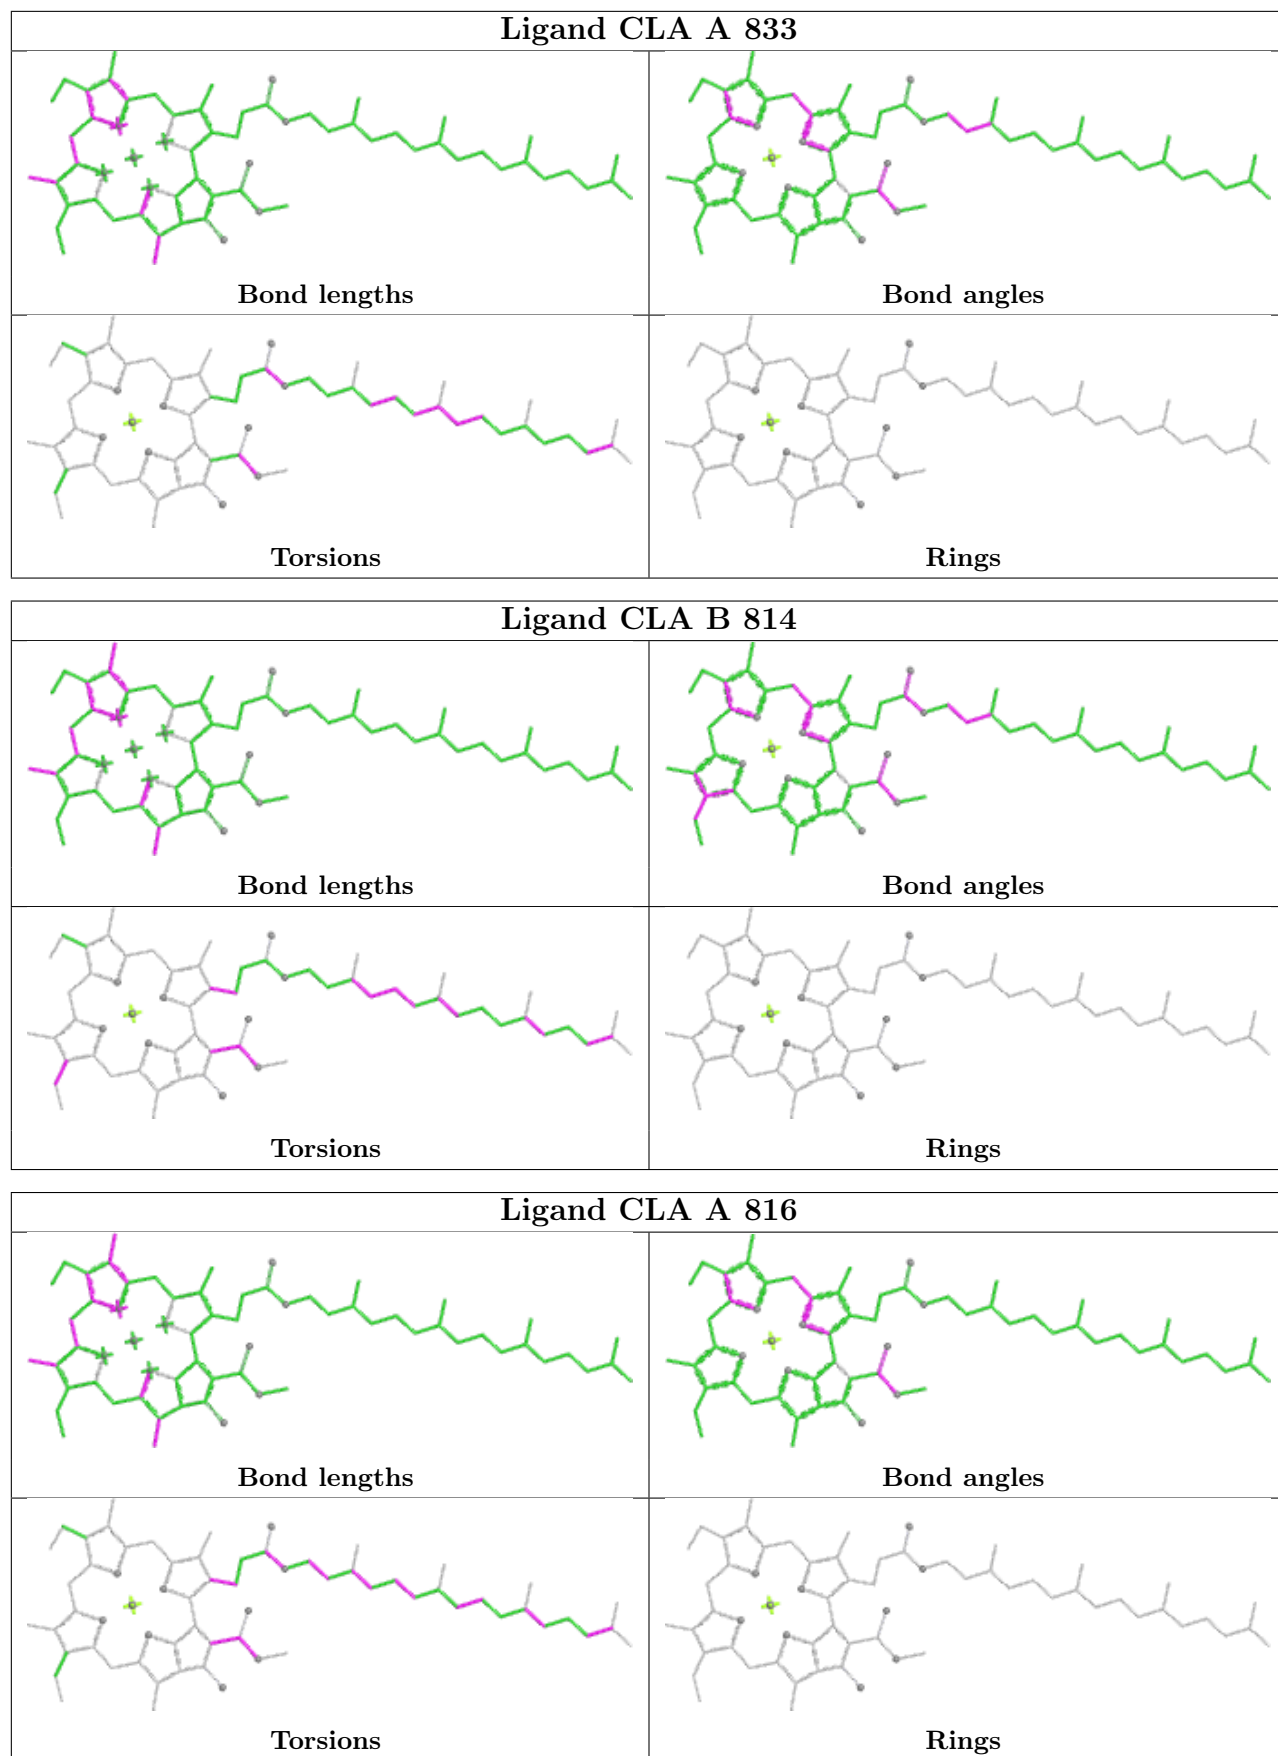 Ligand CLA A 833
Bond lengths
Bond angles
Torsions
Rings
Ligand CLA B 814
Bond lengths
Bond angles
Torsions
Rings
Ligand CLA A 816
Bond lengths
Bond angles
Torsions
Rings